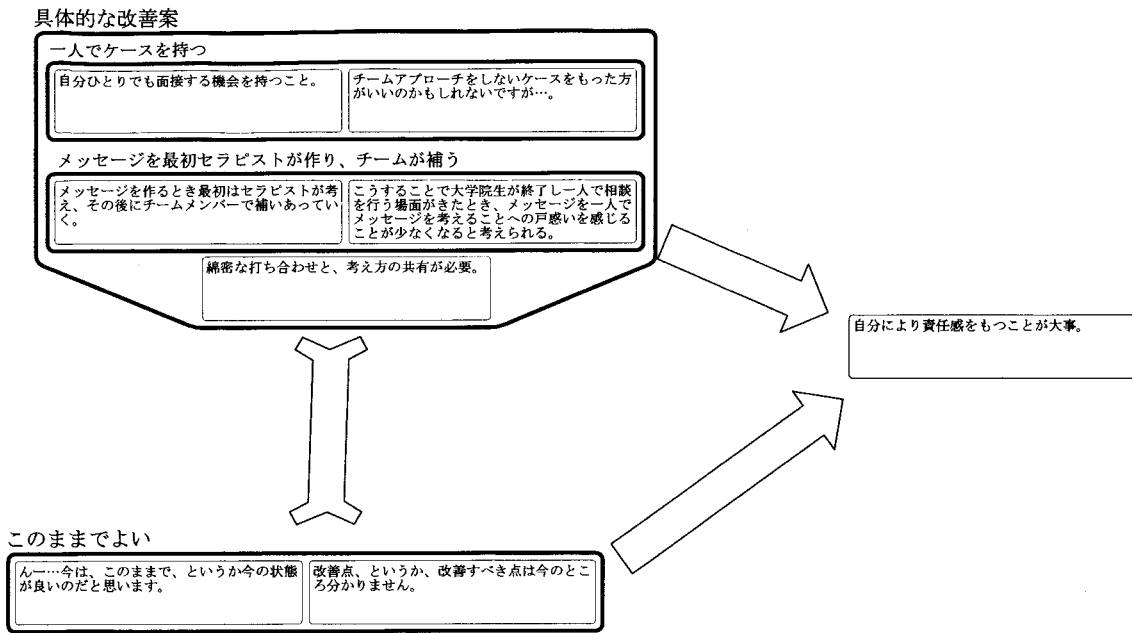 具体的な改善案
一人でケースを持つ
自分ひとりでも面接する機会を持つこと。
チームアプローチをしないケースをもった方
がいいのかもしれないですが…。
メッセージを最初セラピストが作り、チームが補う
メッセージを作るとき最初はセラピストが考
え、その後にチームメンバーで補いあってい
く。
こうすることで大学院生が終了し一人で相談
を行う場面がきたとき、メッセージを一人で
メッセージを考えることへの戸惑いを感じる
ことが少なくなると考えられる。
綿密な打ち合わせと、考え方の共有が必要。
自分により責任感をもつことが大事。
このままでよい
んー…今は、このままで、というか今の状態
が良いのだと思います。
改善点、というか、改善すべき点は今のとこ
ろ分かりません。